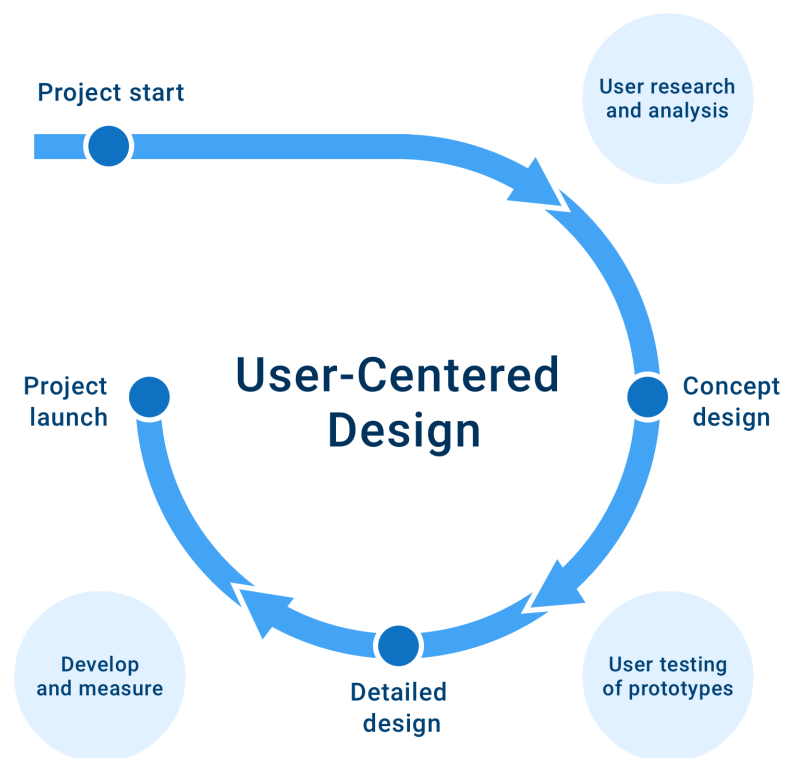 Project start
User research
and analysis
User-Centered
Design
Project
launch
Concept
design
Develop
and measure
Detailed
design
User testing
of prototypes